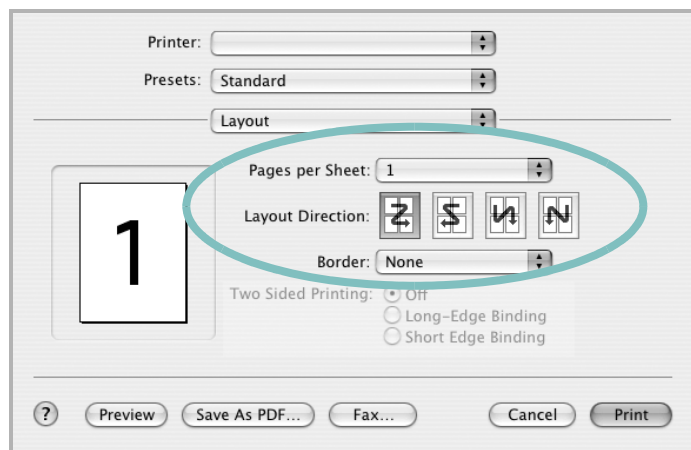 Printer:
Presets: Standard
Layout
Pages per Sheet: 1
Layout Direction:
Border: None
Two Sided Printing: Off
Long-Edge Binding
Short Edge Binding
1
? Preview Save As PDF... Fax... Cancel Print